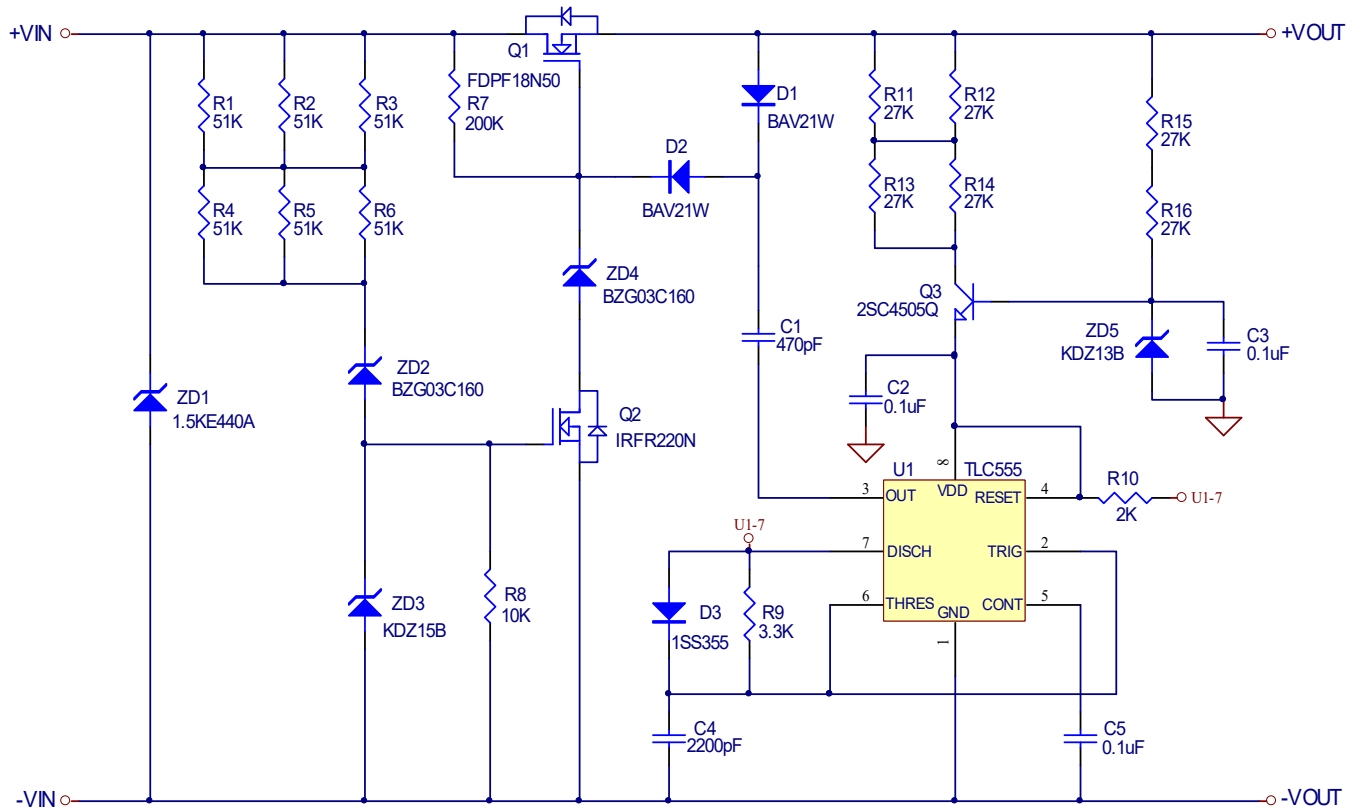 +VIN
+VOUT
Q1
FDPF18N50
R1
51K
R2
51K
R3
51K
R7
200K
D1
BAV21W
R11
27K
R12
27K
R15
27K
D2
BAV21W
R4
51K
R5
51K
R6
51K
R13
27K
R14
27K
R16
27K
ZD4
BZG03C160
Q3
2SC4505Q
C1
470pF
ZD5
KDZ13B
C3
0.1uF
ZD1
1.5KE440A
ZD2
BZG03C160
C2
0.1uF
Q2
IRFR220N
U1
TLC555
8
3
OUT
VDD
RESET
4
R10
2K
U1-7
U1-7
7
DISCH
TRIG
2
6
THRES
GND
CONT
5
1
ZD3
KDZ15B
R8
10K
D3
1SS355
R9
3.3K
C4
2200pF
C5
0.1uF
-VIN
-VOUT